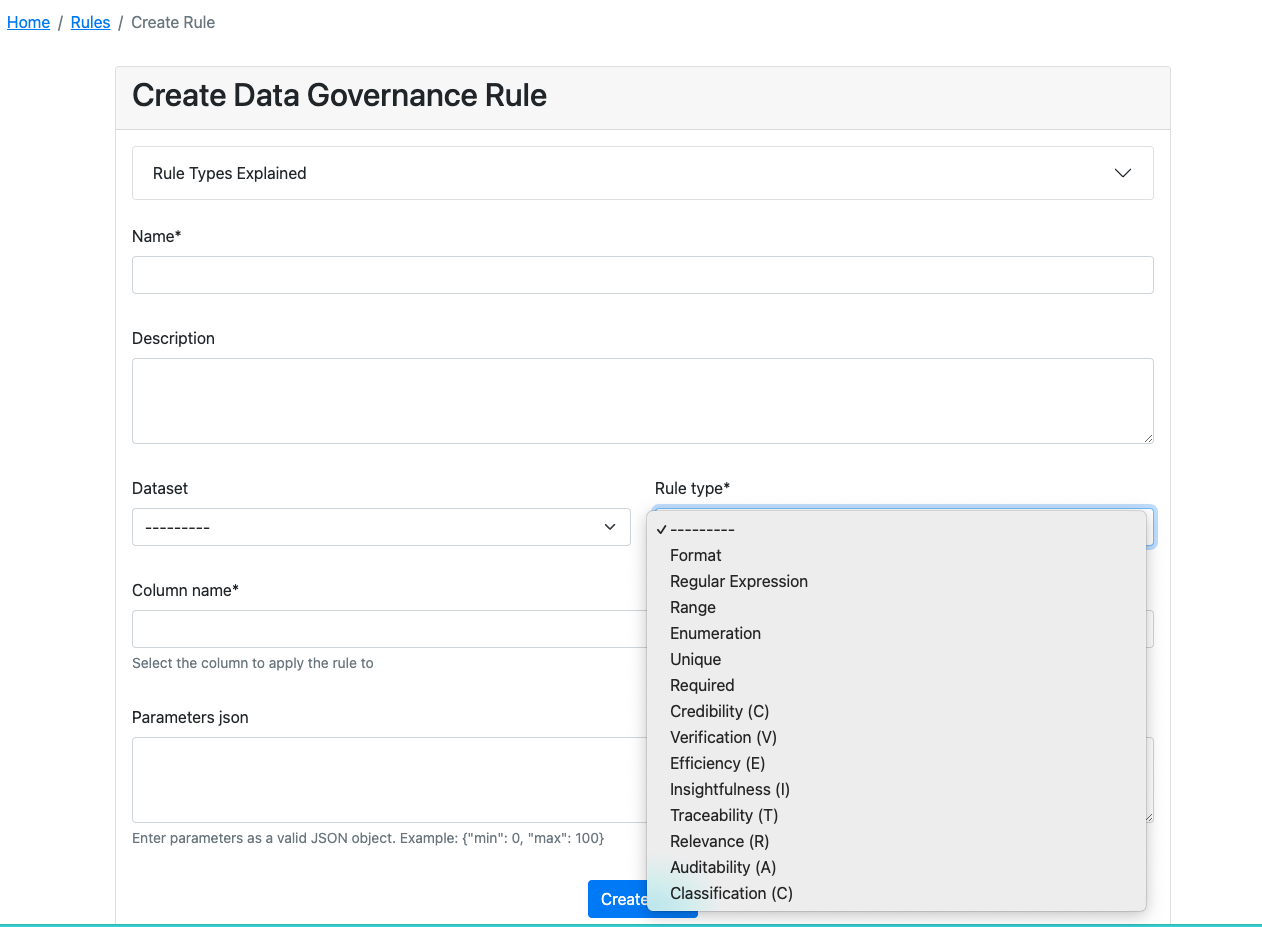 Home / Rules / Create Rule
Create Data Governance Rule
Rule Types Explained
Name*
Description
Dataset
---------
Rule type*
✓ ---------
Format
Regular Expression
Range
Enumeration
Unique
Required
Credibility (C)
Verification (V)
Efficiency (E)
Insightfulness (I)
Traceability (T)
Relevance (R)
Auditability (A)
Classification (C)
Column name*
Select the column to apply the rule to
Parameters json
Enter parameters as a valid JSON object. Example: {"min": 0, "max": 100}
Create